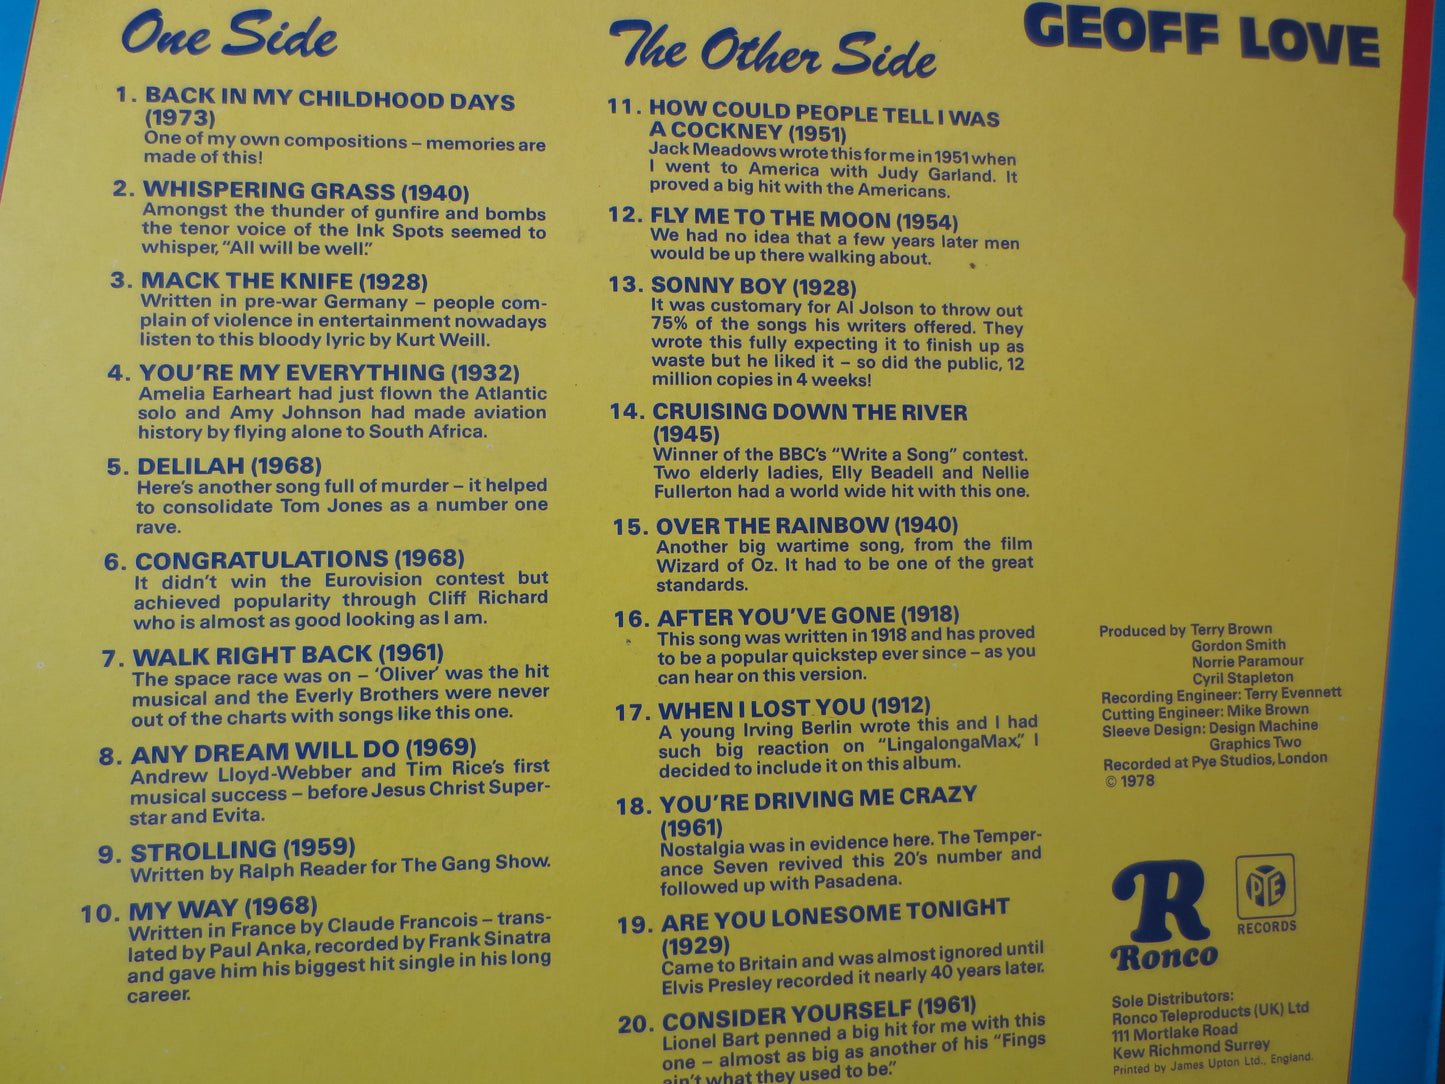 One Side
1. BACK IN MY CHILDHOOD DAYS
(1973)
One of my own compositions – memories are
made of this!
2. WHISPERING GRASS (1940)
Amongst the thunder of gunfire and bombs
the tenor voice of the Ink Spots seemed to
whisper, “All will be well.”
3. MACK THE KNIFE (1928)
Written in pre-war Germany – people com-
plain of violence in entertainment nowadays
listen to this bloody lyric by Kurt Weill.
4. YOU'RE MY EVERYTHING (1932)
Amelia Earheart had just flown the Atlantic
solo and Amy Johnson had made aviation
history by flying alone to South Africa.
5. DELILAH (1968)
Here's another song full of murder – it helped
to consolidate Tom Jones as a number one
rave.
6. CONGRATULATIONS (1968)
It didn't win the Eurovision contest but
achieved popularity through Cliff Richard
who is almost as good looking as I am.
7. WALK RIGHT BACK (1961)
The space race was on – ‘Oliver’ was the hit
musical and the Everly Brothers were never
out of the charts with songs like this one.
8. ANY DREAM WILL DO (1969)
Andrew Lloyd-Webber and Tim Rice's first
musical success – before Jesus Christ Super-
star and Evita.
9. STROLLING (1959)
Written by Ralph Reader for The Gang Show.
10. MY WAY (1968)
Written in France by Claude Francois – trans-
lated by Paul Anka, recorded by Frank Sinatra
and gave him his biggest hit single in his long
career.
The Other Side
11. HOW COULD PEOPLE TELL I WAS
A COCKNEY (1951)
Jack Meadows wrote this for me in 1951 when
I went to America with Judy Garland. It
proved a big hit with the Americans.
12. FLY ME TO THE MOON (1954)
We had no idea that a few years later men
would be up there walking about.
13. SONNY BOY (1928)
It was customary for Al Jolson to throw out
75% of the songs his writers offered. They
wrote this fully expecting it to finish up as
waste but he liked it – so did the public, 12
million copies in 4 weeks!
14. CRUISING DOWN THE RIVER
(1945)
Winner of the BBC's “Write a Song” contest.
Two elderly ladies, Elly Beadell and Nellie
Fullerton had a world wide hit with this one.
15. OVER THE RAINBOW (1940)
Another big wartime song, from the film
Wizard of Oz. It had to be one of the great
standards.
16. AFTER YOU'VE GONE (1918)
This song was written in 1918 and has proved
to be a popular quickstep ever since – as you
can hear on this version.
17. WHEN I LOST YOU (1912)
A young Irving Berlin wrote this and I had
such big reaction on “LingalongaMax,” I
decided to include it on this album.
18. YOU'RE DRIVING ME CRAZY
(1961)
Nostalgia was in evidence here. The Temper-
ance Seven revived this 20's number and
followed up with Pasadena.
19. ARE YOU LONESOME TONIGHT
(1929)
Came to Britain and was almost ignored until
Elvis Presley recorded it nearly 40 years later.
20. CONSIDER YOURSELF (1961)
Lionel Bart penned a big hit for me with this
one – almost as big as another of his “Fings
ain't what they used to be.”
GEOFF LOVE
Produced by Terry Brown
Gordon Smith
Norrie Paramour
Cyril Stapleton
Recording Engineer: Terry Evennett
Cutting Engineer: Mike Brown
Sleeve Design: Design Machine
Graphics Two
Recorded at Pye Studios, London
© 1978
R
Ronco
PYE
RECORDS
Sole Distributors:
Ronco Teleproducts (UK) Ltd
111 Mortlake Road
Kew Richmond Surrey
Printed by James Upton Ltd., England.